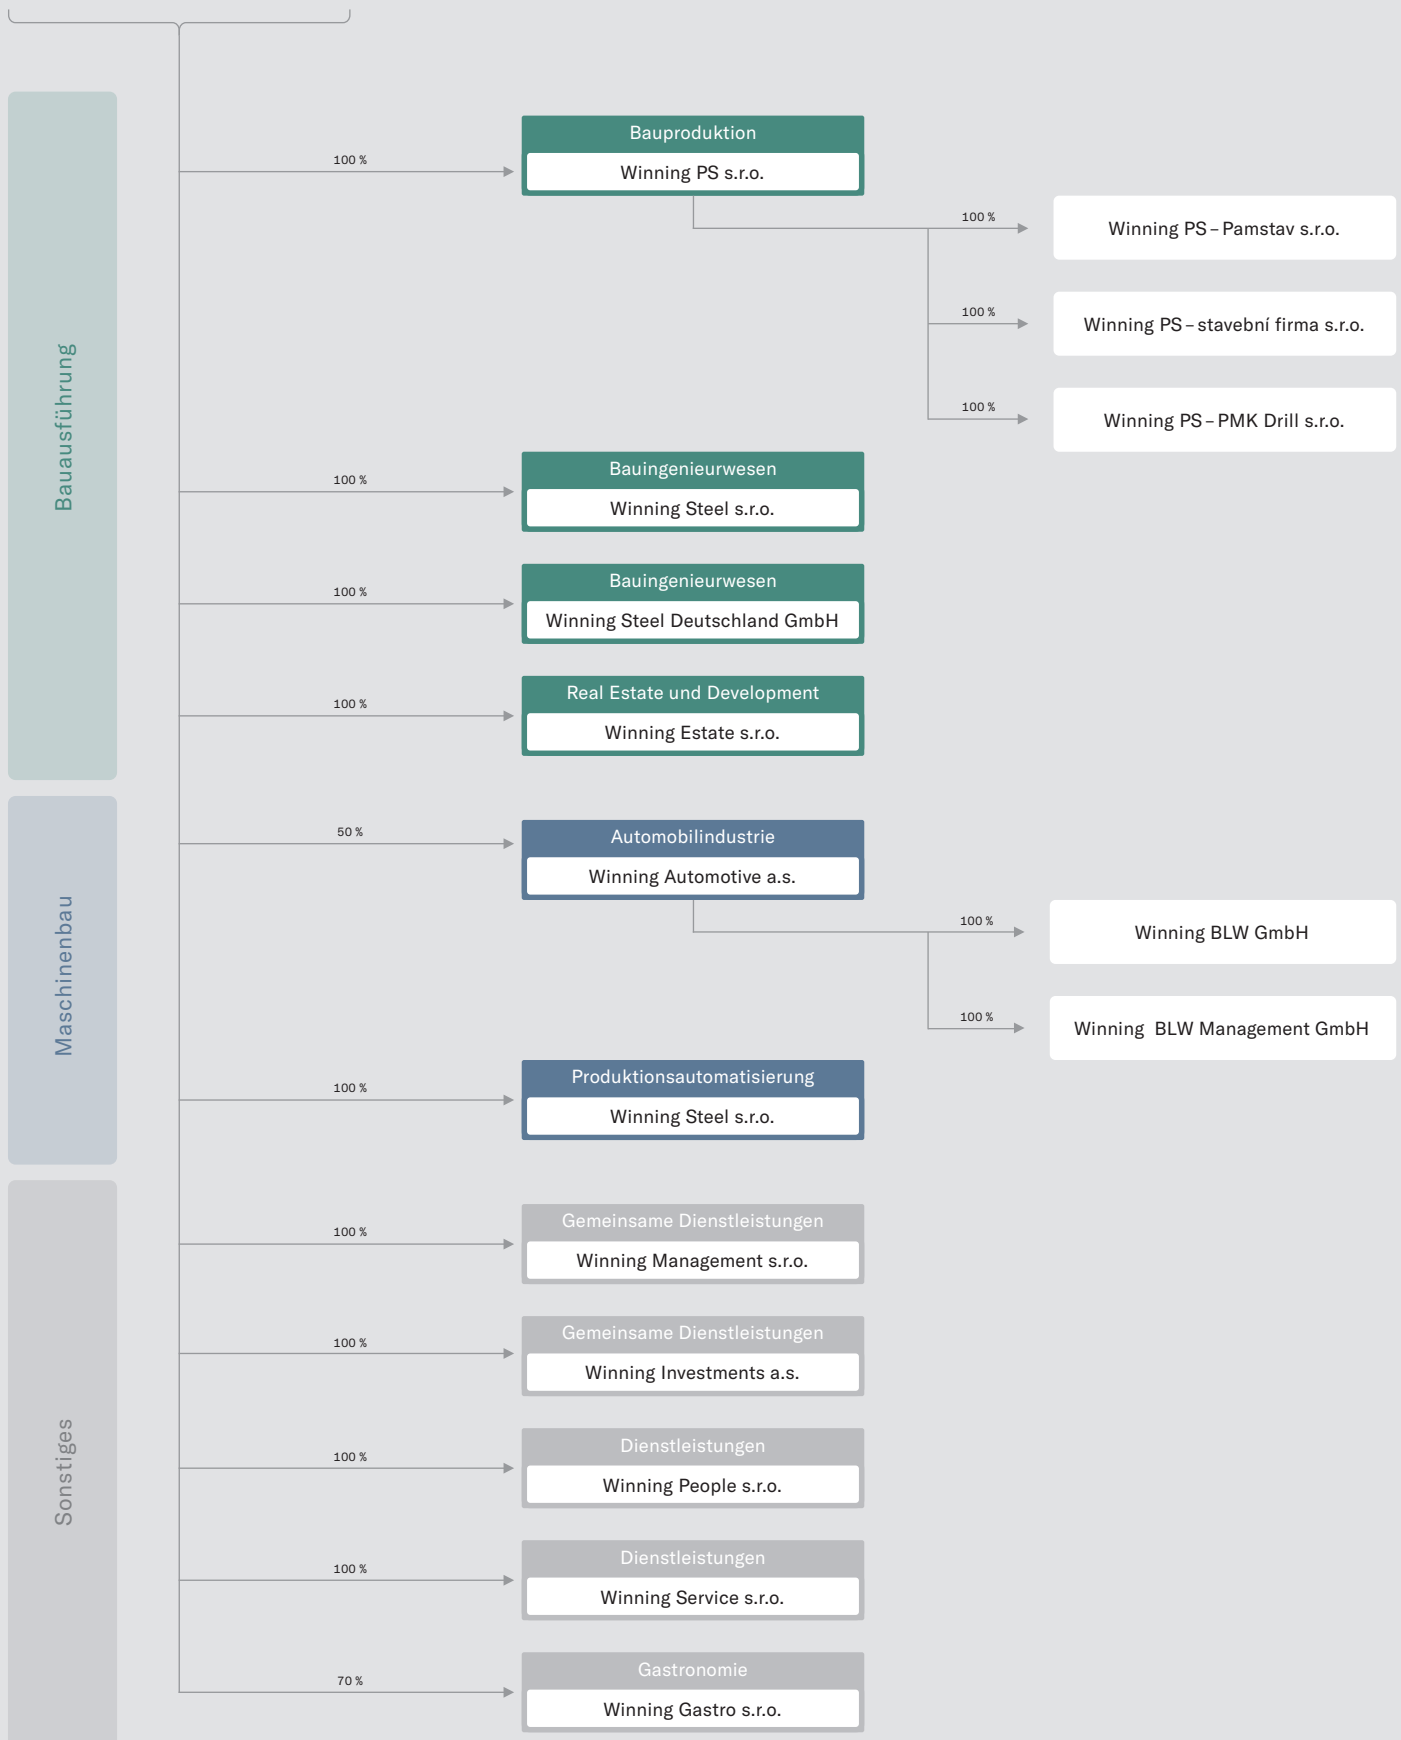 Bauausführung
Bauproduktion
100 %
Winning PS s.r.o.
100 %
Winning PS – Pamstav s.r.o.
100 %
Winning PS – stavební firma s.r.o.
100 %
Winning PS – PMK Drill s.r.o.
Bauingenieurwesen
100 %
Winning Steel s.r.o.
Bauingenieurwesen
100 %
Winning Steel Deutschland GmbH
Real Estate und Development
100 %
Winning Estate s.r.o.
Maschinenbau
50 %
Automobilindustrie
Winning Automotive a.s.
100 %
Winning BLW GmbH
100 %
Winning BLW Management GmbH
Produktionsautomatisierung
100 %
Winning Steel s.r.o.
Sonstiges
Gemeinsame Dienstleistungen
100 %
Winning Management s.r.o.
Gemeinsame Dienstleistungen
100 %
Winning Investments a.s.
Dienstleistungen
100 %
Winning People s.r.o.
Dienstleistungen
100 %
Winning Service s.r.o.
Gastronomie
70 %
Winning Gastro s.r.o.